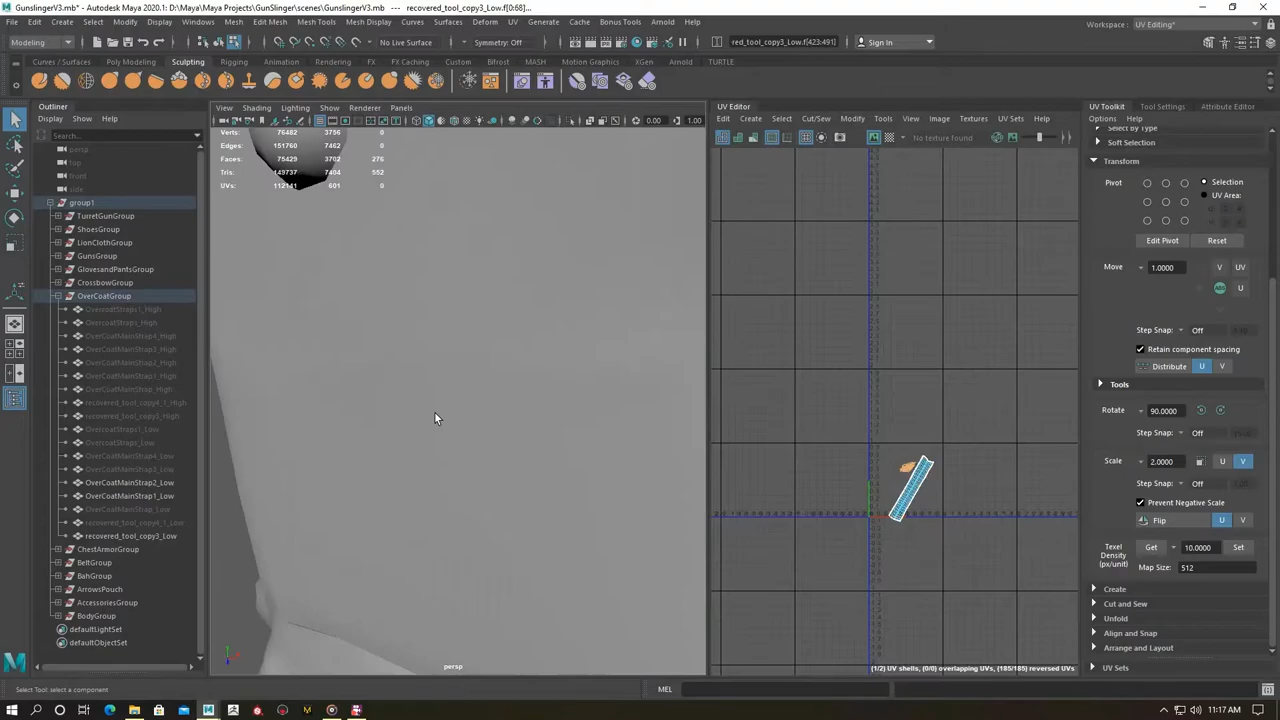 GunslingerV3.mb* - Autodesk Maya 2020.1: D:\Maya\Maya Projects\GunSlinger\scenes\GunslingerV3.mb --- recovered_tool_copy3_Low.f[0:68]...
File Edit Create Select Modify Display Windows Mesh Edit Mesh Mesh Tools Mesh Display Curves Surfaces Deform UV Generate Cache Bonus Tools Arnold Help
Workspace : UV Editing*
Modeling No Live Surface Symmetry: Off red_tool_copy3_Low.f[423:491] Sign In
Curves / Surfaces Poly Modeling Sculpting Rigging Animation Rendering FX FX Caching Custom Bifrost MASH Motion Graphics XGen Arnold TURTLE
Outliner
Display Show Help
Search...
persp
top
front
side
group1
TurretGunGroup
ShoesGroup
LionClothGroup
GunsGroup
GlovesandPantsGroup
CrossbowGroup
OverCoatGroup
OvercoatStraps1_High
OvercoatStraps_High
OverCoatMainStrap4_High
OverCoatMainStrap3_High
OverCoatMainStrap2_High
OverCoatMainStrap1_High
OverCoatMainStrap_High
recovered_tool_copy4_1_High
recovered_tool_copy3_High
OvercoatStraps1_Low
OvercoatStraps_Low
OverCoatMainStrap4_Low
OverCoatMainStrap3_Low
OverCoatMainStrap2_Low
OverCoatMainStrap1_Low
OverCoatMainStrap_Low
recovered_tool_copy4_1_Low
recovered_tool_copy3_Low
ChestArmorGroup
BeltGroup
BahGroup
ArrowsPouch
AccessoriesGroup
BodyGroup
defaultLightSet
defaultObjectSet
View Shading Lighting Show Renderer Panels
0.00 1.00
Verts: 76482 3756 0
Edges: 151760 7462 0
Faces: 75429 3702 276
Tris: 149737 7404 552
UVs: 112141 601 0
persp
UV Editor
Edit Create Select Cut/Sew Modify Tools View Image Textures UV Sets Help
No texture found
(1/2) UV shells, (0/0) overlapping UVs, (185/185) reversed UVs
UV Toolkit Tool Settings Attribute Editor
Options Help
Select by Type
Soft Selection
Transform
Pivot Selection
UV Area:
Edit Pivot Reset
Move 1.0000 V UV
U
Step Snap: Off
Retain component spacing
Distribute U V
Tools
Rotate 90.0000
Step Snap: Off
Scale 2.0000 U V
Step Snap: Off
Prevent Negative Scale
Flip U V
Texel Density (px/unit) Get 10.0000 Set
Map Size: 512
Create
Cut and Sew
Unfold
Align and Snap
Arrange and Layout
UV Sets
Select Tool: select a component
MEL
11:17 AM